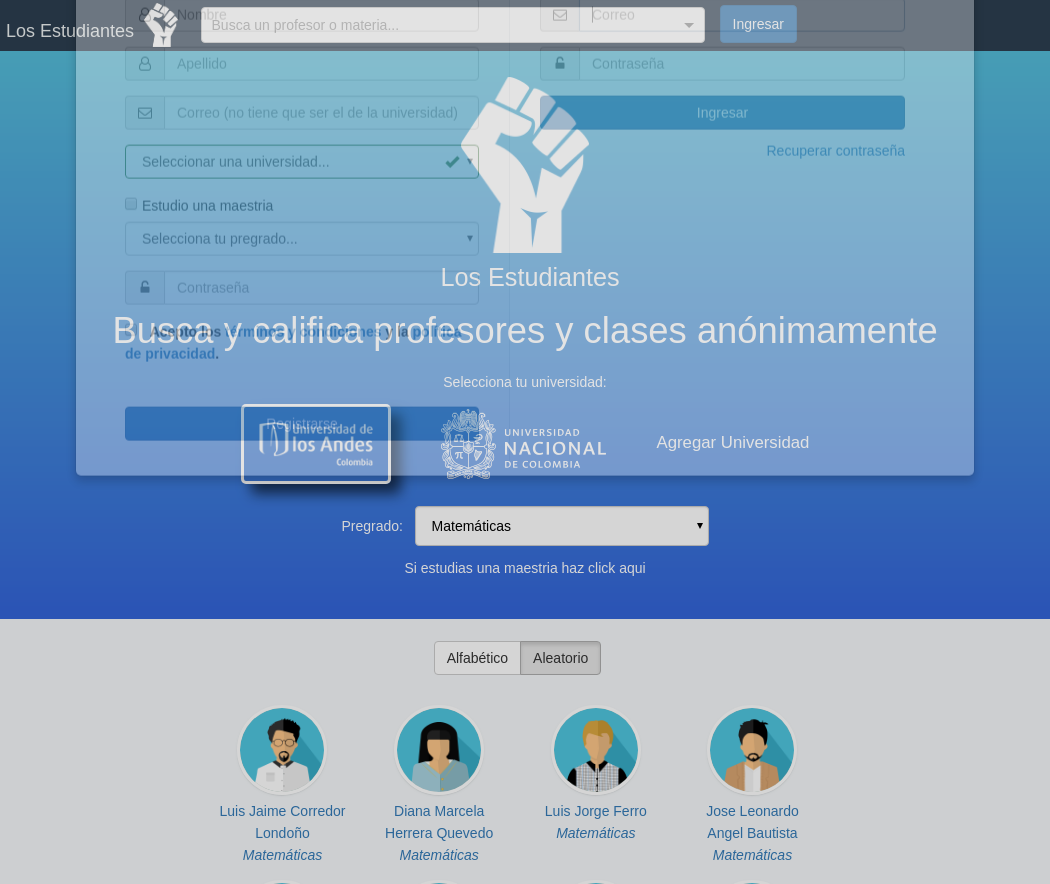 Los Estudiantes
Busca un profesor o materia...
Ingresar
Nombre
Correo
Apellido
Contraseña
Correo (no tiene que ser el de la universidad)
Ingresar
Seleccionar una universidad...
Recuperar contraseña
Estudio una maestria
Selecciona tu pregrado...
Contraseña
Los Estudiantes
Busca y califica profesores y clases anónimamente
Acepto los términos y condiciones y la política
de privacidad.
Selecciona tu universidad:
Registrarse
Universidad de
los Andes
Colombia
UNIVERSIDAD
NACIONAL
DE COLOMBIA
Agregar Universidad
Pregrado:
Matemáticas
Si estudias una maestria haz click aqui
Alfabético
Aleatorio
Luis Jaime Corredor
Londoño
Matemáticas
Diana Marcela
Herrera Quevedo
Matemáticas
Luis Jorge Ferro
Matemáticas
Jose Leonardo
Angel Bautista
Matemáticas